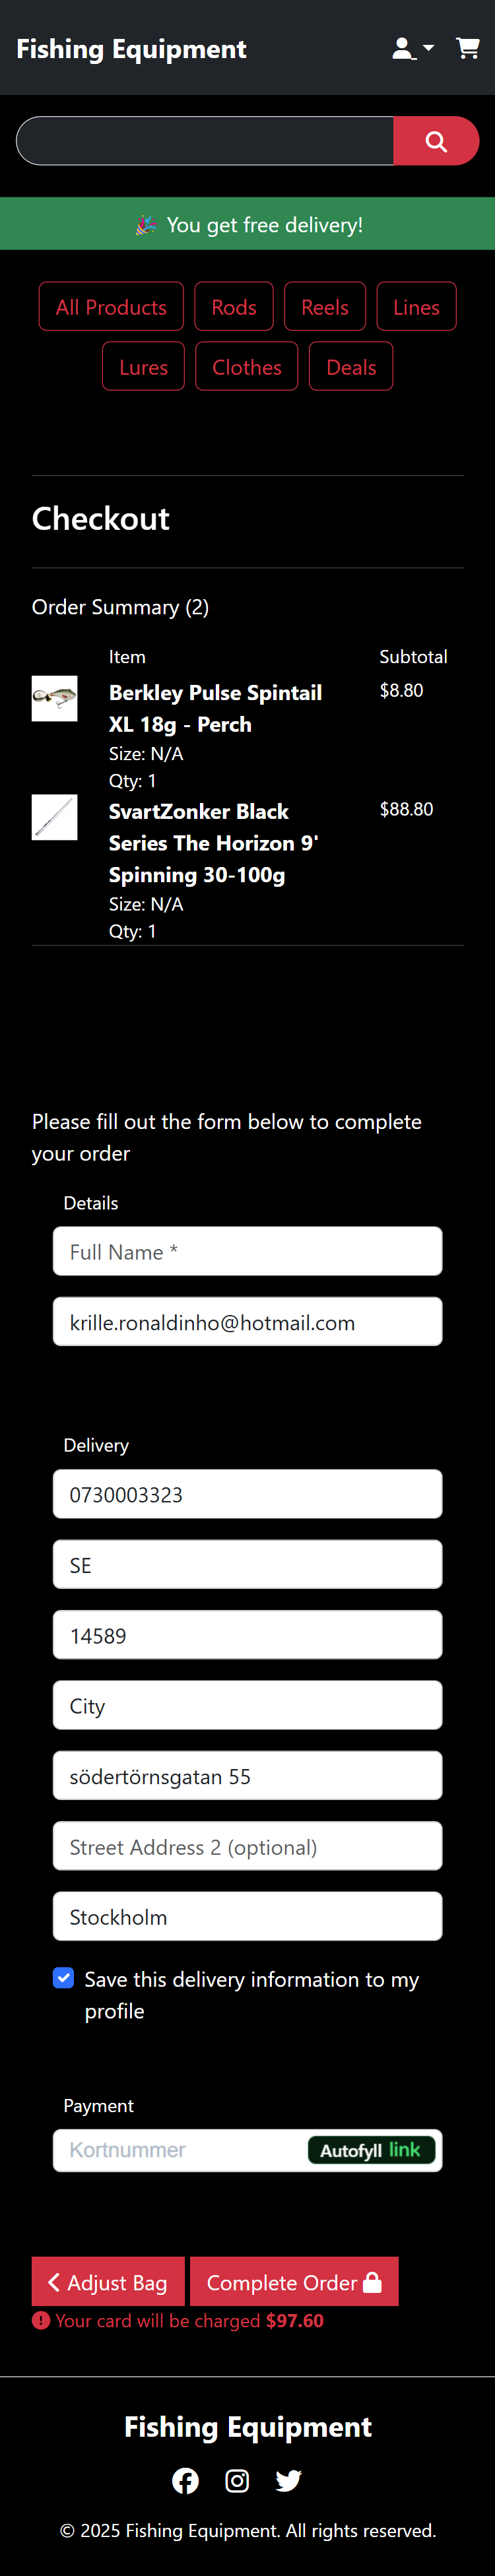 Fishing Equipment
You get free delivery!
All Products Rods Reels Lines
Lures Clothes Deals
Checkout
Order Summary (2)
Item Subtotal
Berkley Pulse Spintail $8.80
XL 18g - Perch
Size: N/A
Qty: 1
SvartZonker Black $88.80
Series The Horizon 9'
Spinning 30-100g
Size: N/A
Qty: 1
Please fill out the form below to complete
your order
Details
Full Name *
krille.ronaldinho@hotmail.com
Delivery
0730003323
SE
14589
City
södertörnsgatan 55
Street Address 2 (optional)
Stockholm
Save this delivery information to my
profile
Payment
Kortnummer Autofyll link
Adjust Bag Complete Order
Your card will be charged $97.60
Fishing Equipment
© 2025 Fishing Equipment. All rights reserved.